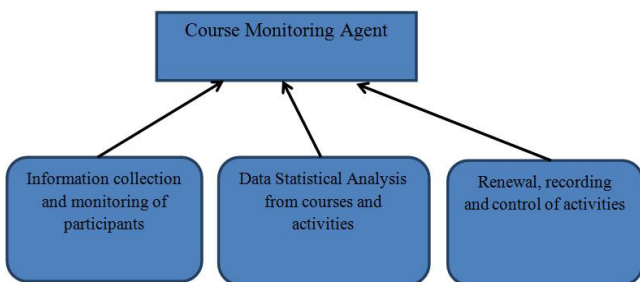 Course Monitoring Agent
Information collection
and monitoring of
participants
Data Statistical Analysis
from courses and
activities
Renewal, recording
and control of activities